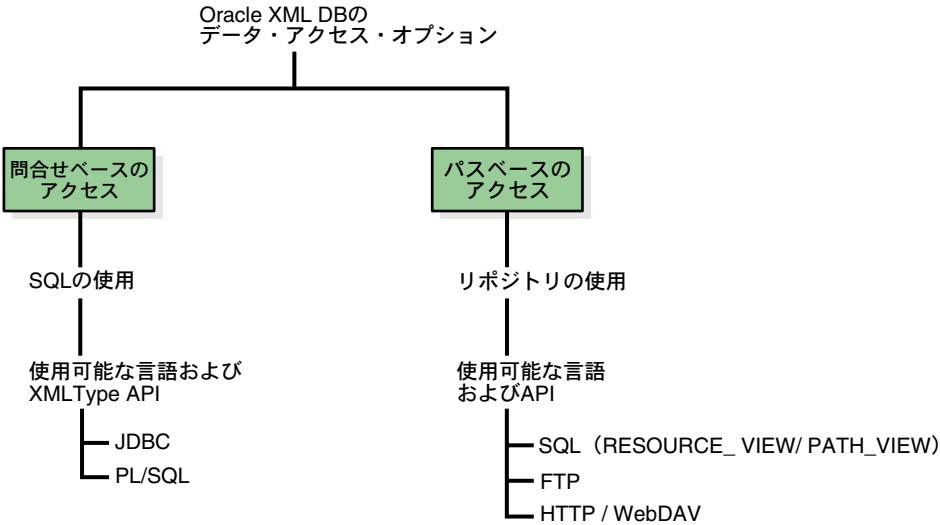 Oracle XML DBの
データ・アクセス・オプション
問合せベースの
アクセス
パスベースの
アクセス
SQLの使用
リポジトリの使用
使用可能な言語および
XMLType API
使用可能な言語
およびAPI
JDBC
PL/SQL
SQL（RESOURCE_ VIEW/ PATH_VIEW）
FTP
HTTP / WebDAV